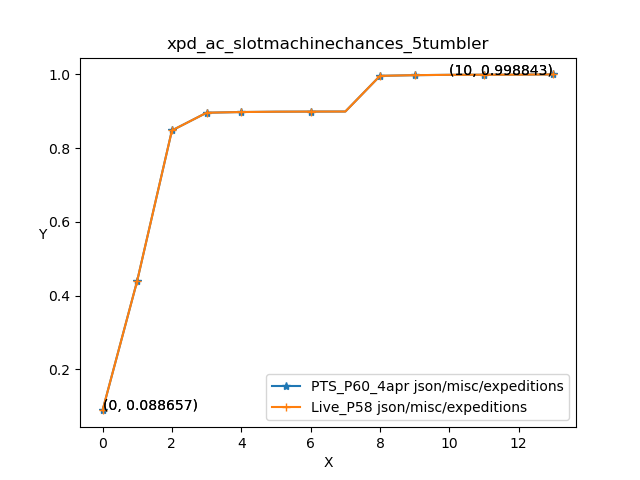 xpd_ac_slotmachinechances_5tumbler
1.0
(10, 0.998843)
0.8
0.6
Y
0.4
0.2
(0, 0.088657)
PTS_P60_4apr json/misc/expeditions
Live_P58 json/misc/expeditions
0 2 4 6 8 10 12
X